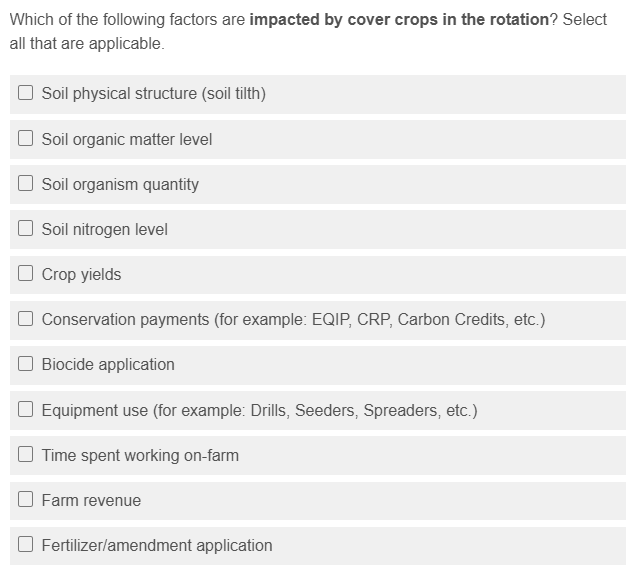 Which of the following factors are impacted by cover crops in the rotation? Select
all that are applicable.
Soil physical structure (soil tilth)
Soil organic matter level
Soil organism quantity
Soil nitrogen level
Crop yields
Conservation payments (for example: EQIP, CRP, Carbon Credits, etc.)
Biocide application
Equipment use (for example: Drills, Seeders, Spreaders, etc.)
Time spent working on-farm
Farm revenue
Fertilizer/amendment application